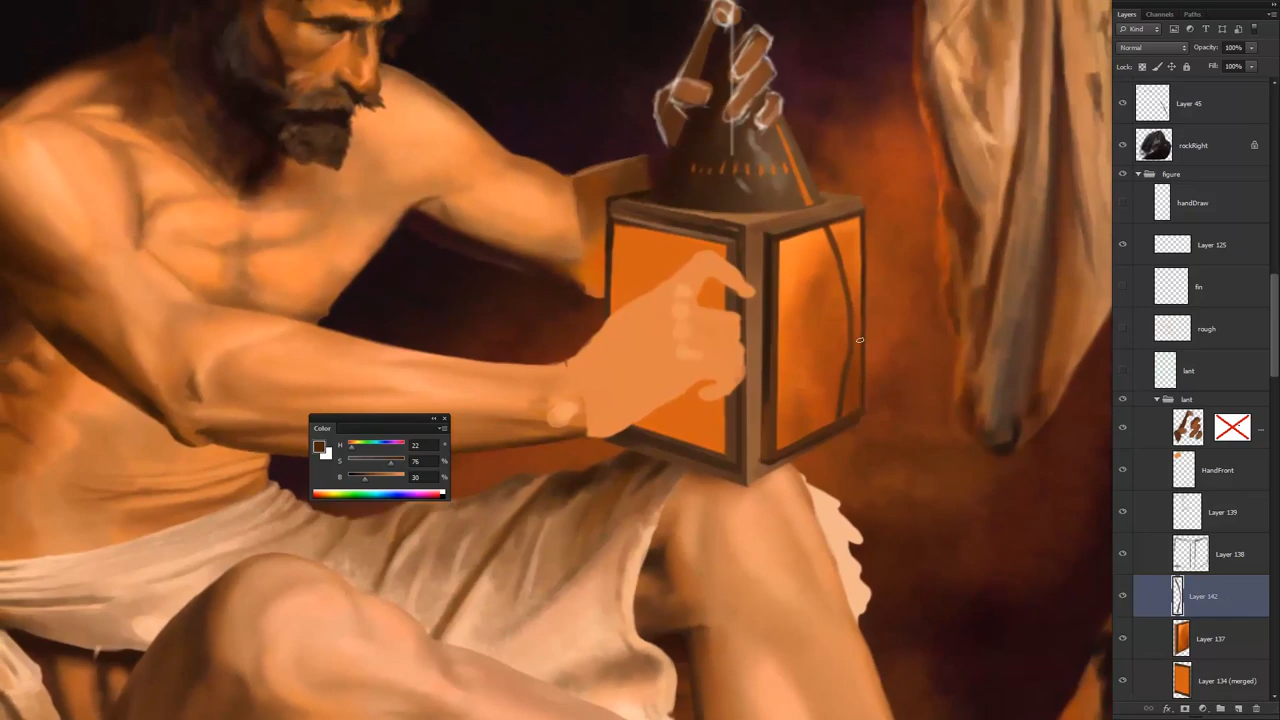 Layers Channels Paths
Kind
Normal Opacity: 100%
Lock: Fill: 100%
Layer 45
rockRight
figure
handDraw
Layer 125
fin
rough
lant
lant
HandFront
Layer 139
Layer 138
Layer 142
Layer 137
Layer 134 (merged)
fx
Color
H 22 °
S 76 %
B 30 %